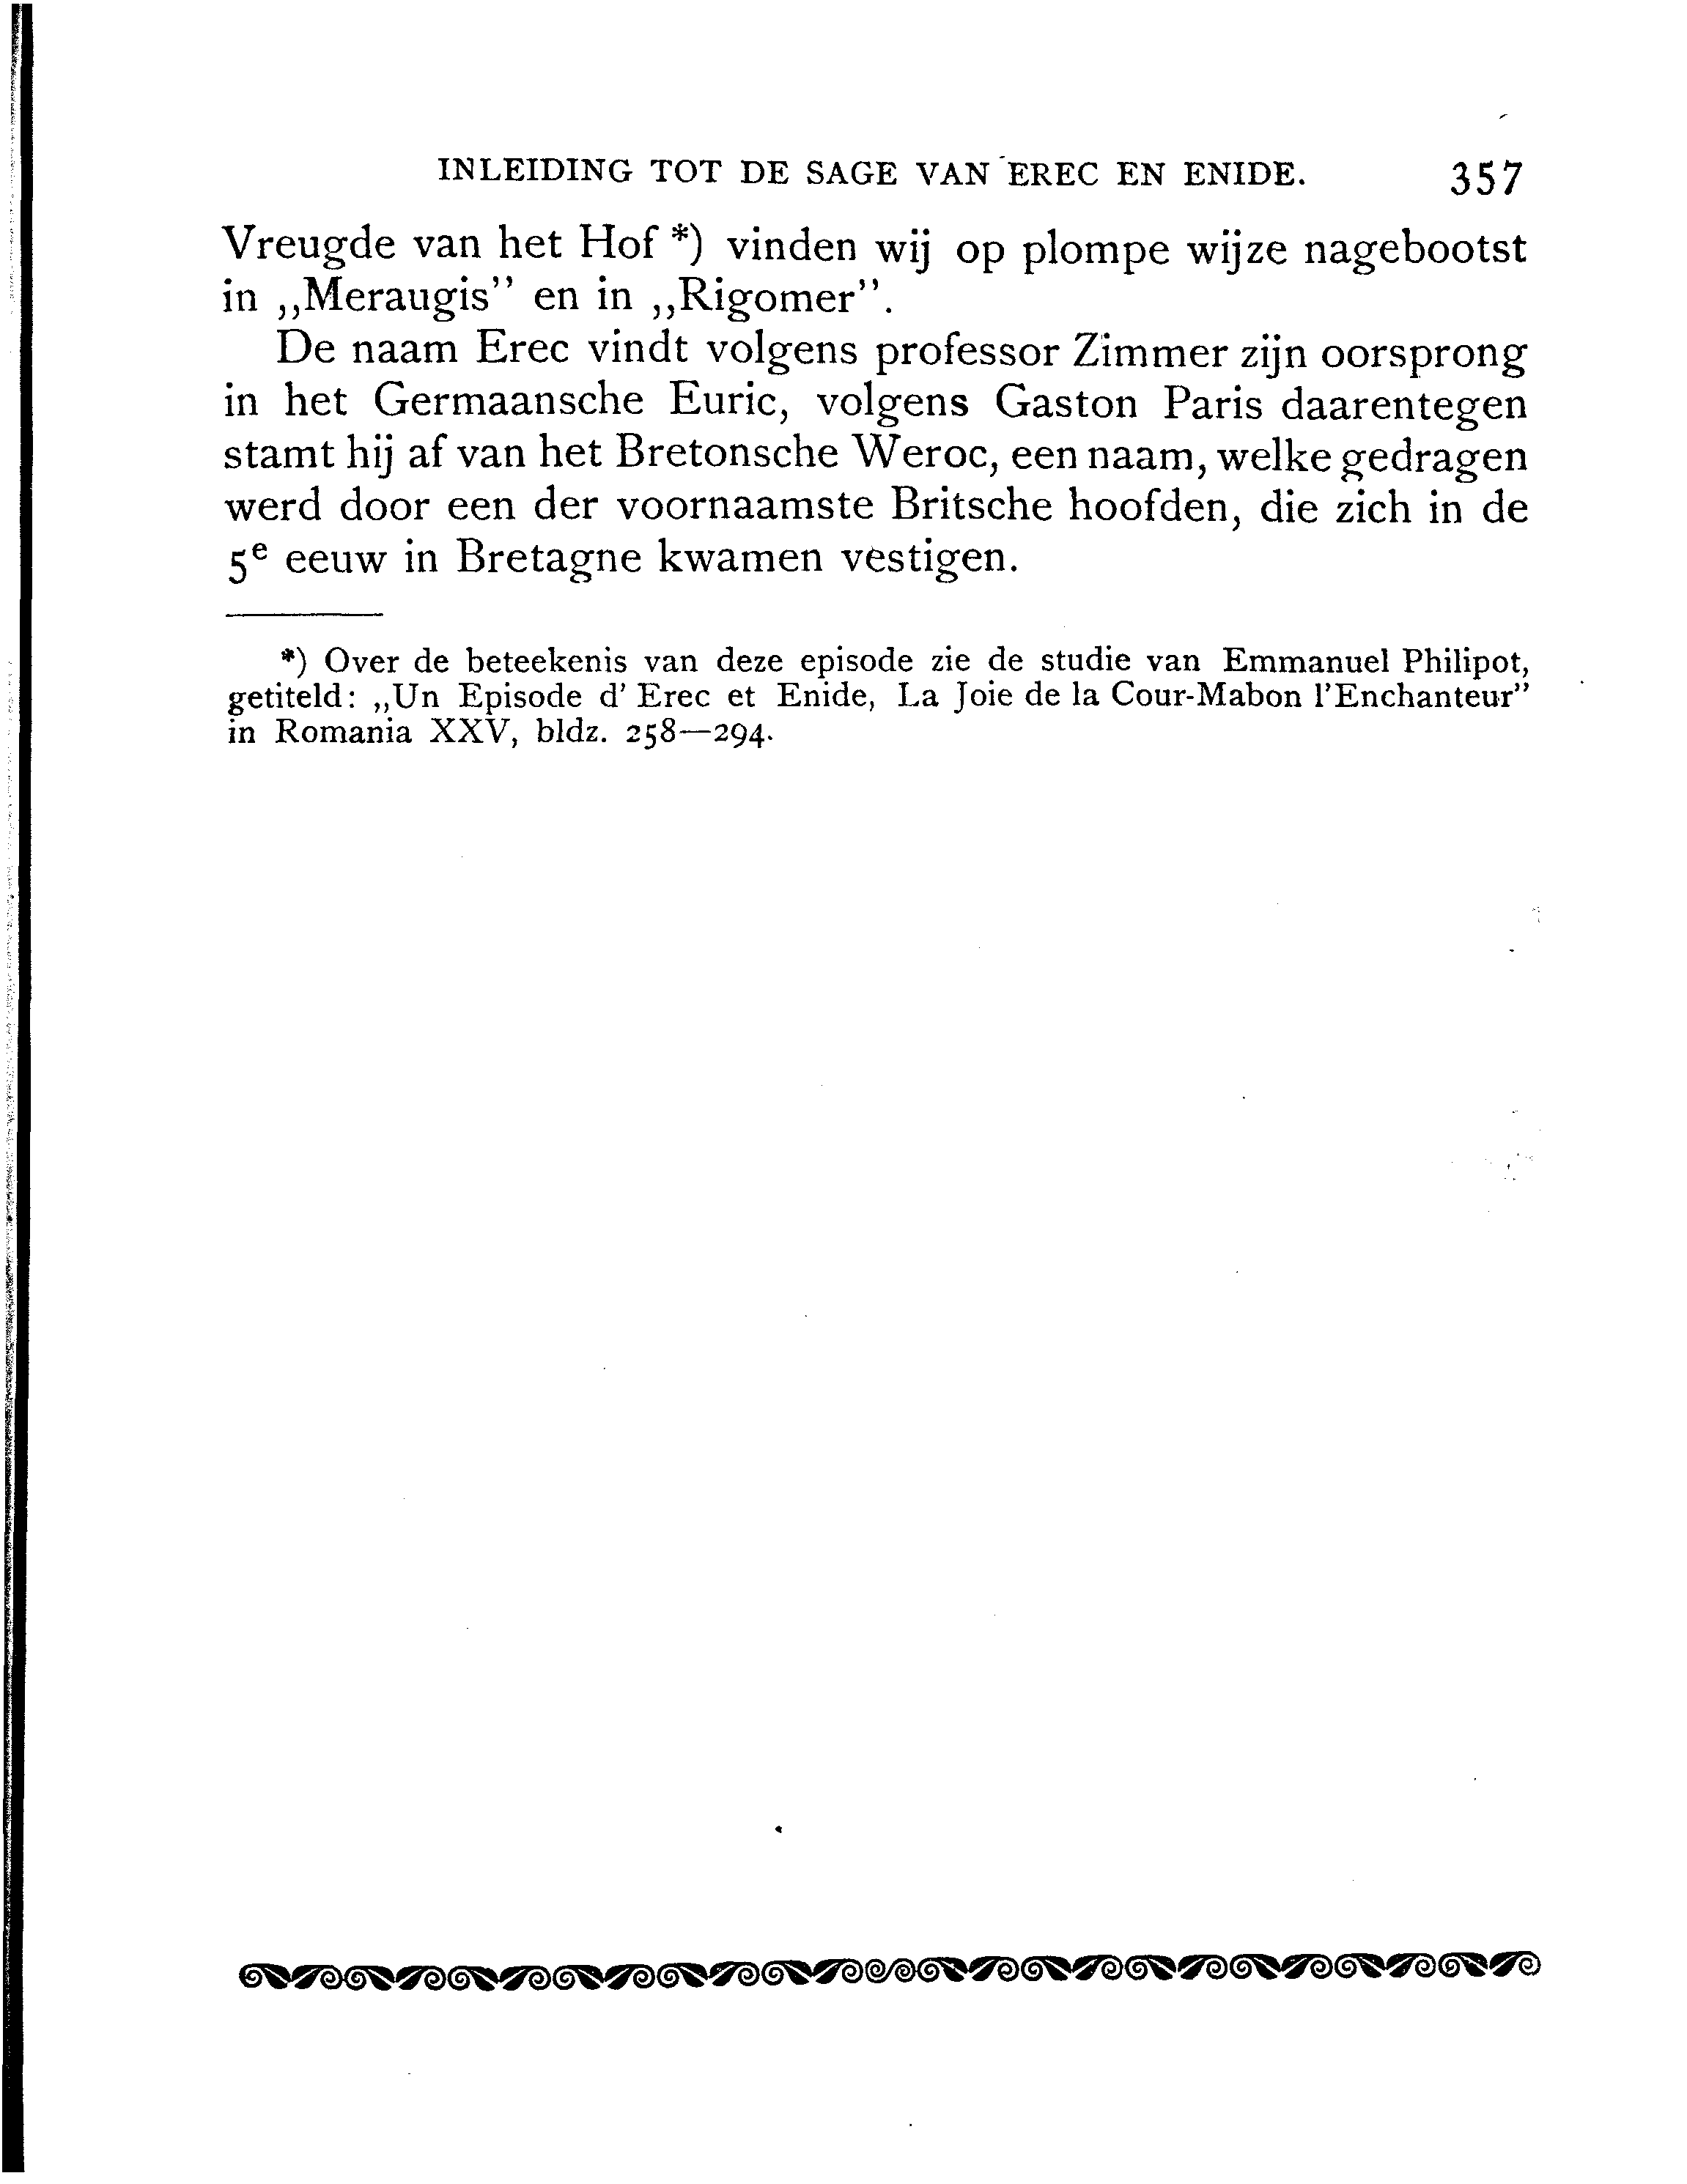 INLEIDING TOT DE SAGE VAN EREC EN ENIDE. 357
Vreugde van het Hof *) vinden wij op plompe wijze nagebootst
in ,,Meraugis'' en in ,,Rigomer''.
De naam Erec vindt volgens professor Zimmer zijn oorsprong
in het Germaansche Euric, volgens Gaston Paris daarentegen
stamt hij af van het Bretonsche Weroc, een naam, welke gedragen
werd door een der voornaamste Britsche hoofden, die zich in de
5e eeuw in Bretagne kwamen vestigen.
*) Over de beteekenis van deze episode zie de studie van Emmanuel Philipot,
getiteld: ,,Un Episode d' Erec et Enide, La Joie de la Cour-Mabon l'Enchanteur''
in Romania XXV, bldz. 258—294.